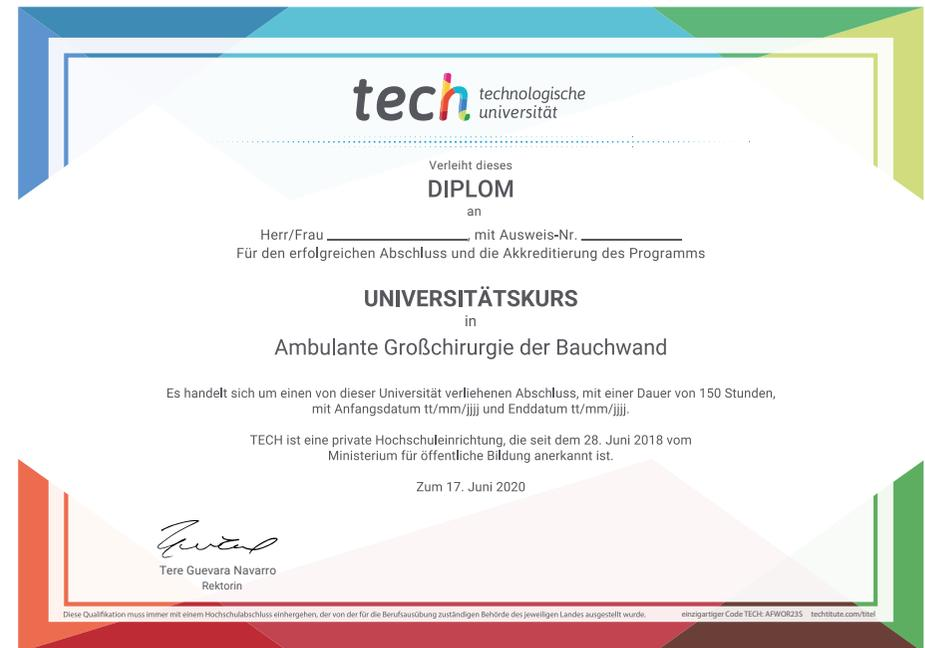 tech technologische
universität
Verleiht dieses
DIPLOM
an
Herr/Frau ____________, mit Ausweis-Nr. ____________
Für den erfolgreichen Abschluss und die Akkreditierung des Programms
UNIVERSITÄTSKURS
in
Ambulante Großchirurgie der Bauchwand
Es handelt sich um einen von dieser Universität verliehenen Abschluss, mit einer Dauer von 150 Stunden,
mit Anfangsdatum tt/mm/jjjj und Enddatum tt/mm/jjjj.
TECH ist eine private Hochschuleinrichtung, die seit dem 28. Juni 2018 vom
Ministerium für öffentliche Bildung anerkannt ist.
Zum 17. Juni 2020
Tere Guevara Navarro
Rektorin
Diese Qualifikation muss immer mit einem Hochschulabschluss einhergehen, der von der für die Berufsausübung zuständigen Behörde des jeweiligen Landes ausgestellt wurde. einzigartiger Code TECH: AFWOR23S techtitute.com/titel